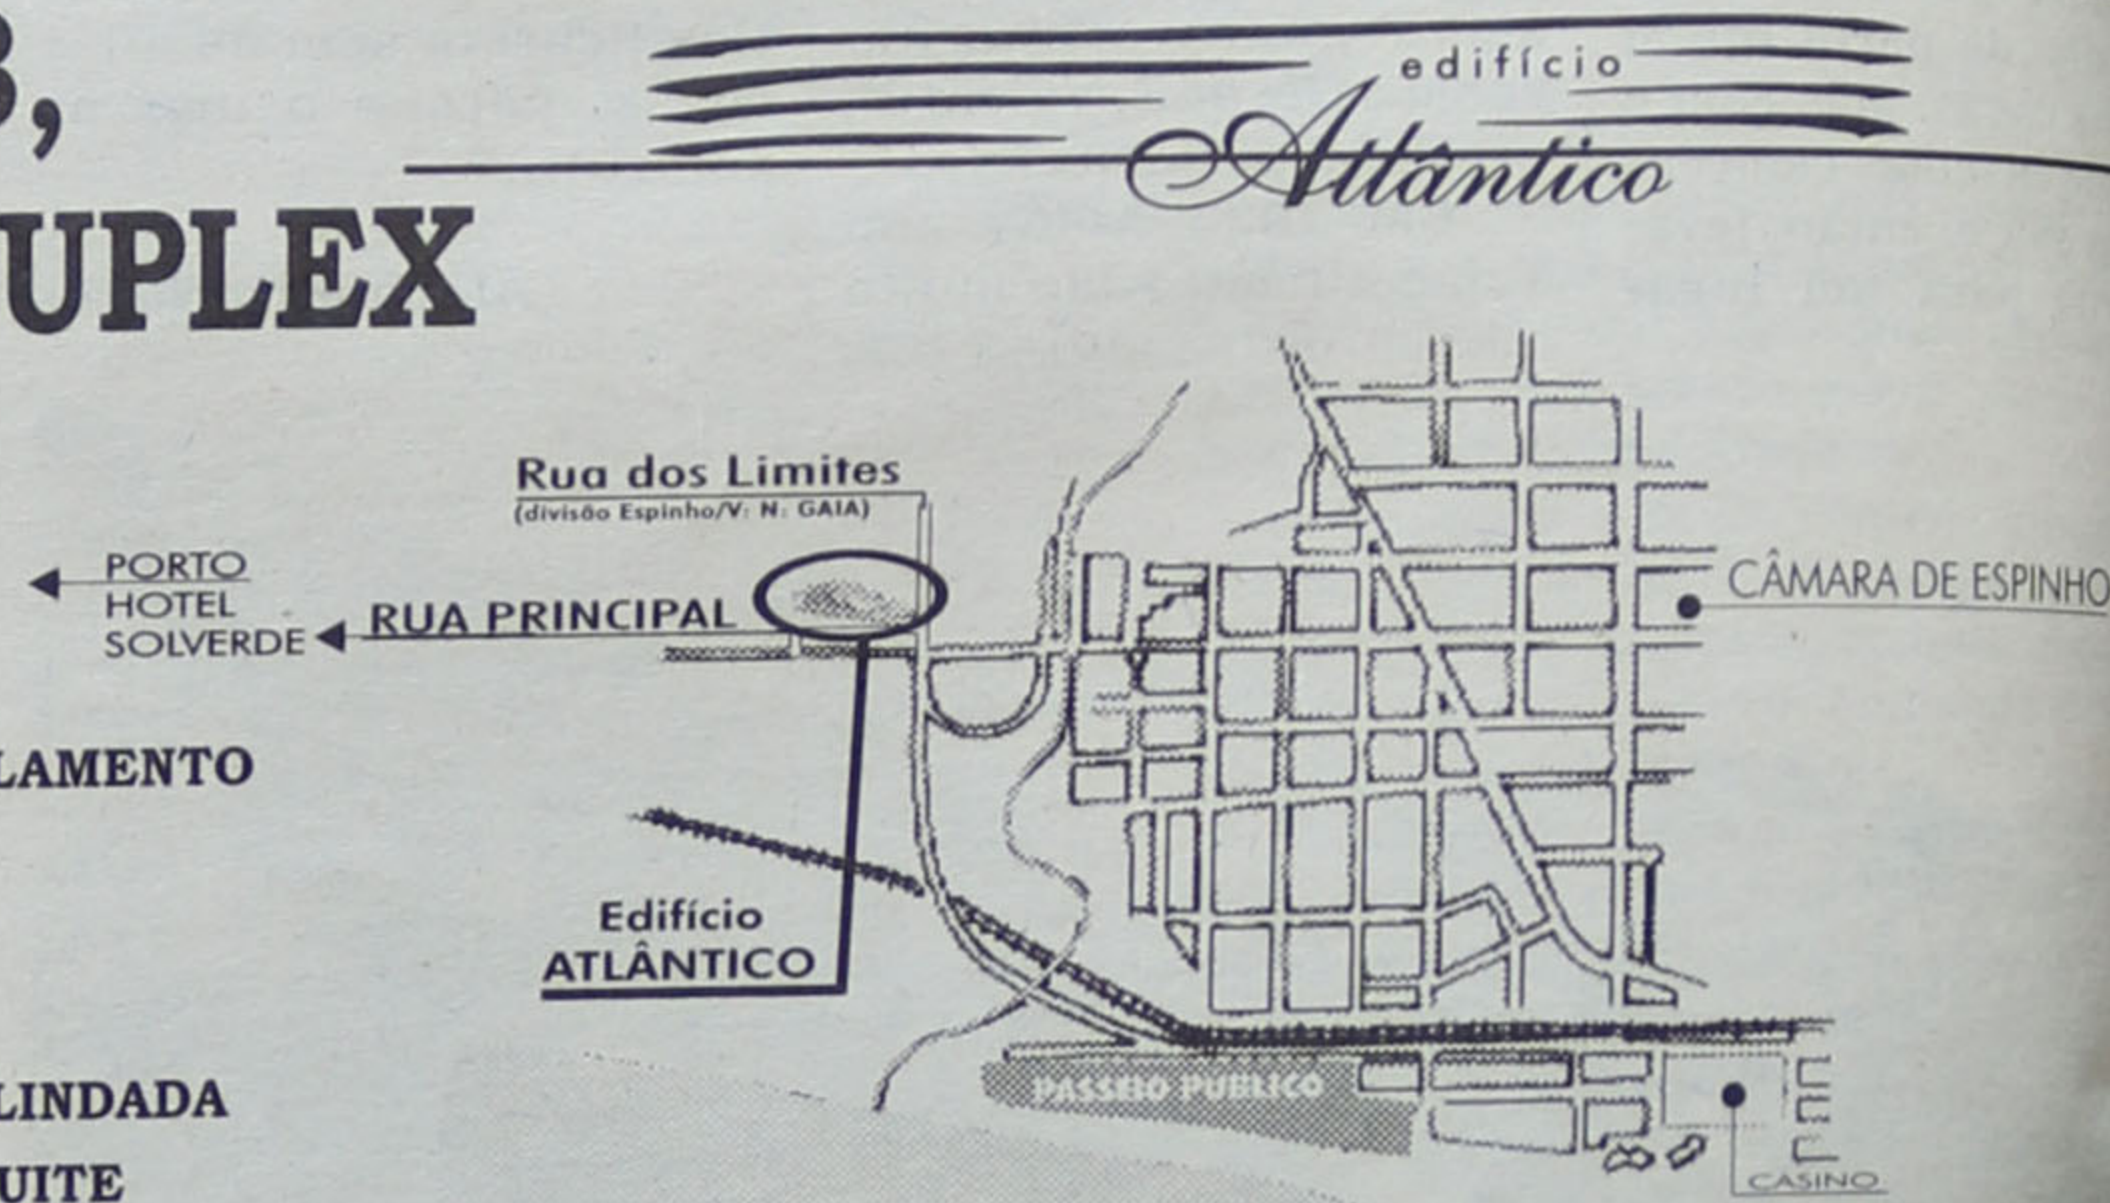 edifício
Atlântico
UPLEX
Rua dos Limites
(divisão Espinho/V: N: GAIA)
PORTO
HOTEL
SOLVERDE
RUA PRINCIPAL
CÂMARA DE ESPINHO
LAMENTO
Edifício
ATLÂNTICO
PASSEIO PUBLICO
LINDADA
UITE
CASINO